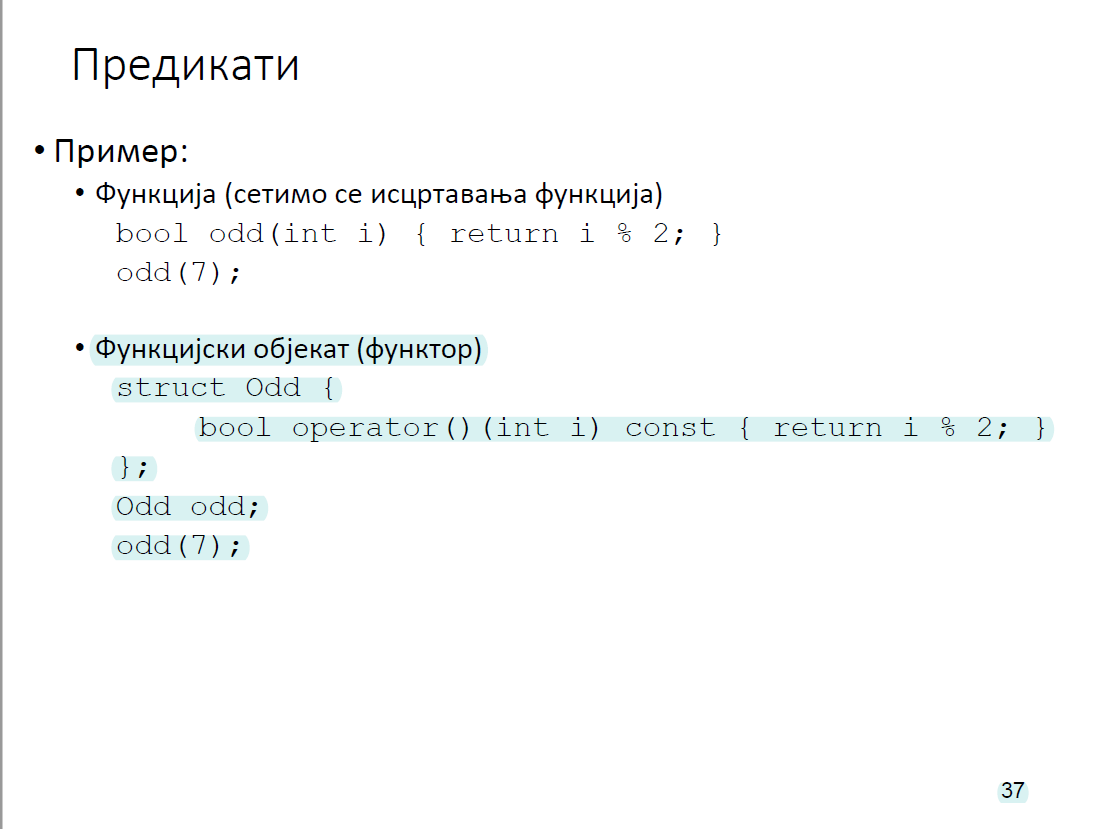 Предикати
• Пример:
• Функција (сетимо се исцртавања функција)
bool odd(int i) { return i % 2; }
odd(7);
• Функцијски објекат (функтор)
struct Odd {
bool operator()(int i) const { return i % 2; }
};
Odd odd;
odd(7);
37